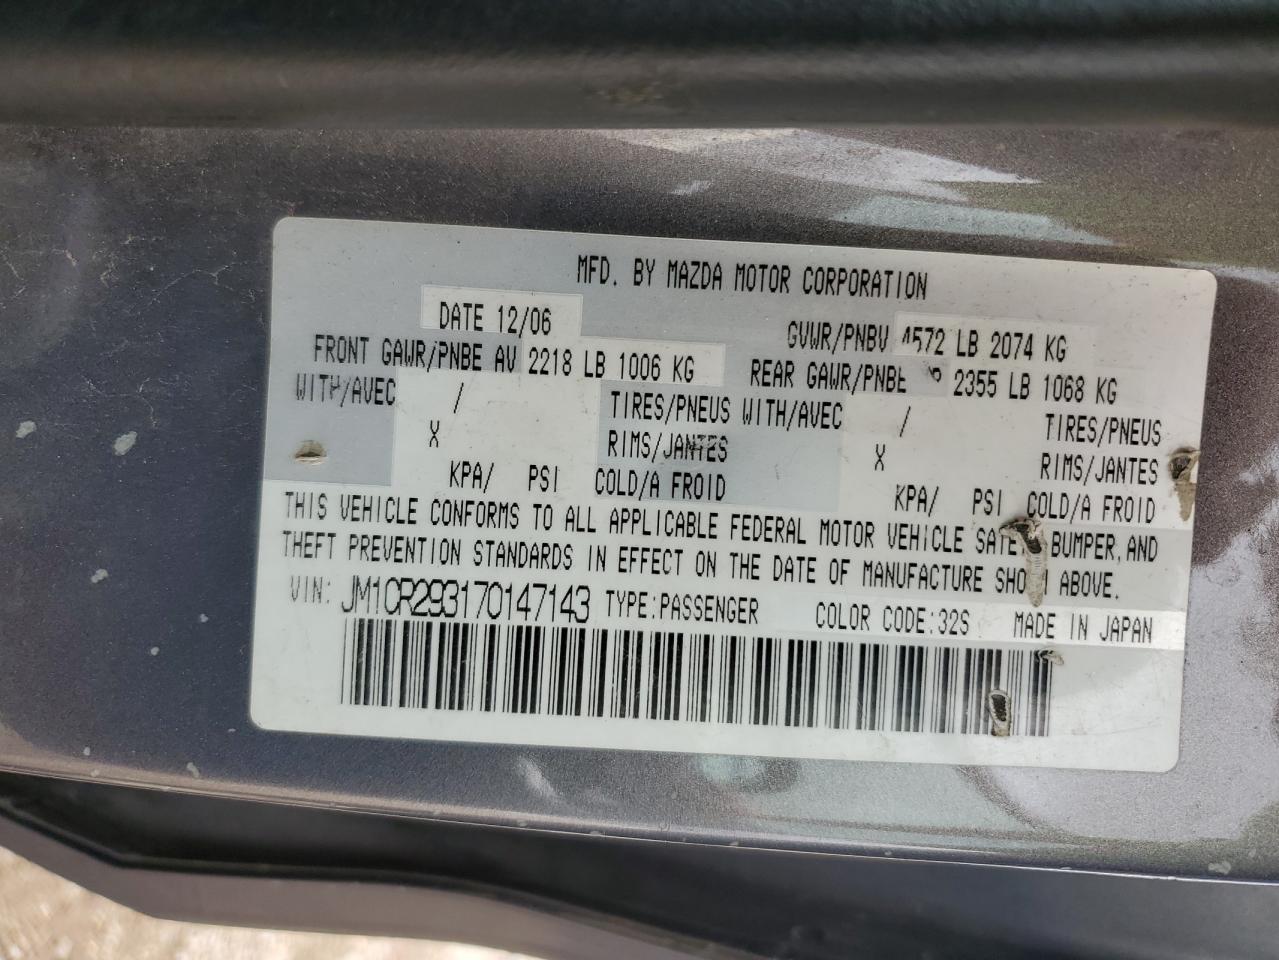 MFD. BY MAZDA MOTOR CORPORATION
DATE 12/06 GVWR/PNBV 4572 LB 2074 KG
FRONT GAWR/PNBE AV 2218 LB 1006 KG REAR GAWR/PNBE 2355 LB 1068 KG
WITH/AVEC / TIRES/PNEUS WITH/AVEC / TIRES/PNEUS
X RIMS/JANTES X RIMS/JANTES
KPA/ PSI COLD/A FROID KPA/ PSI COLD/A FROID
THIS VEHICLE CONFORMS TO ALL APPLICABLE FEDERAL MOTOR VEHICLE SAFETY, BUMPER, AND
THEFT PREVENTION STANDARDS IN EFFECT ON THE DATE OF MANUFACTURE SHOWN ABOVE.
VIN: JM1CR293170147143 TYPE:PASSENGER COLOR CODE:32S MADE IN JAPAN